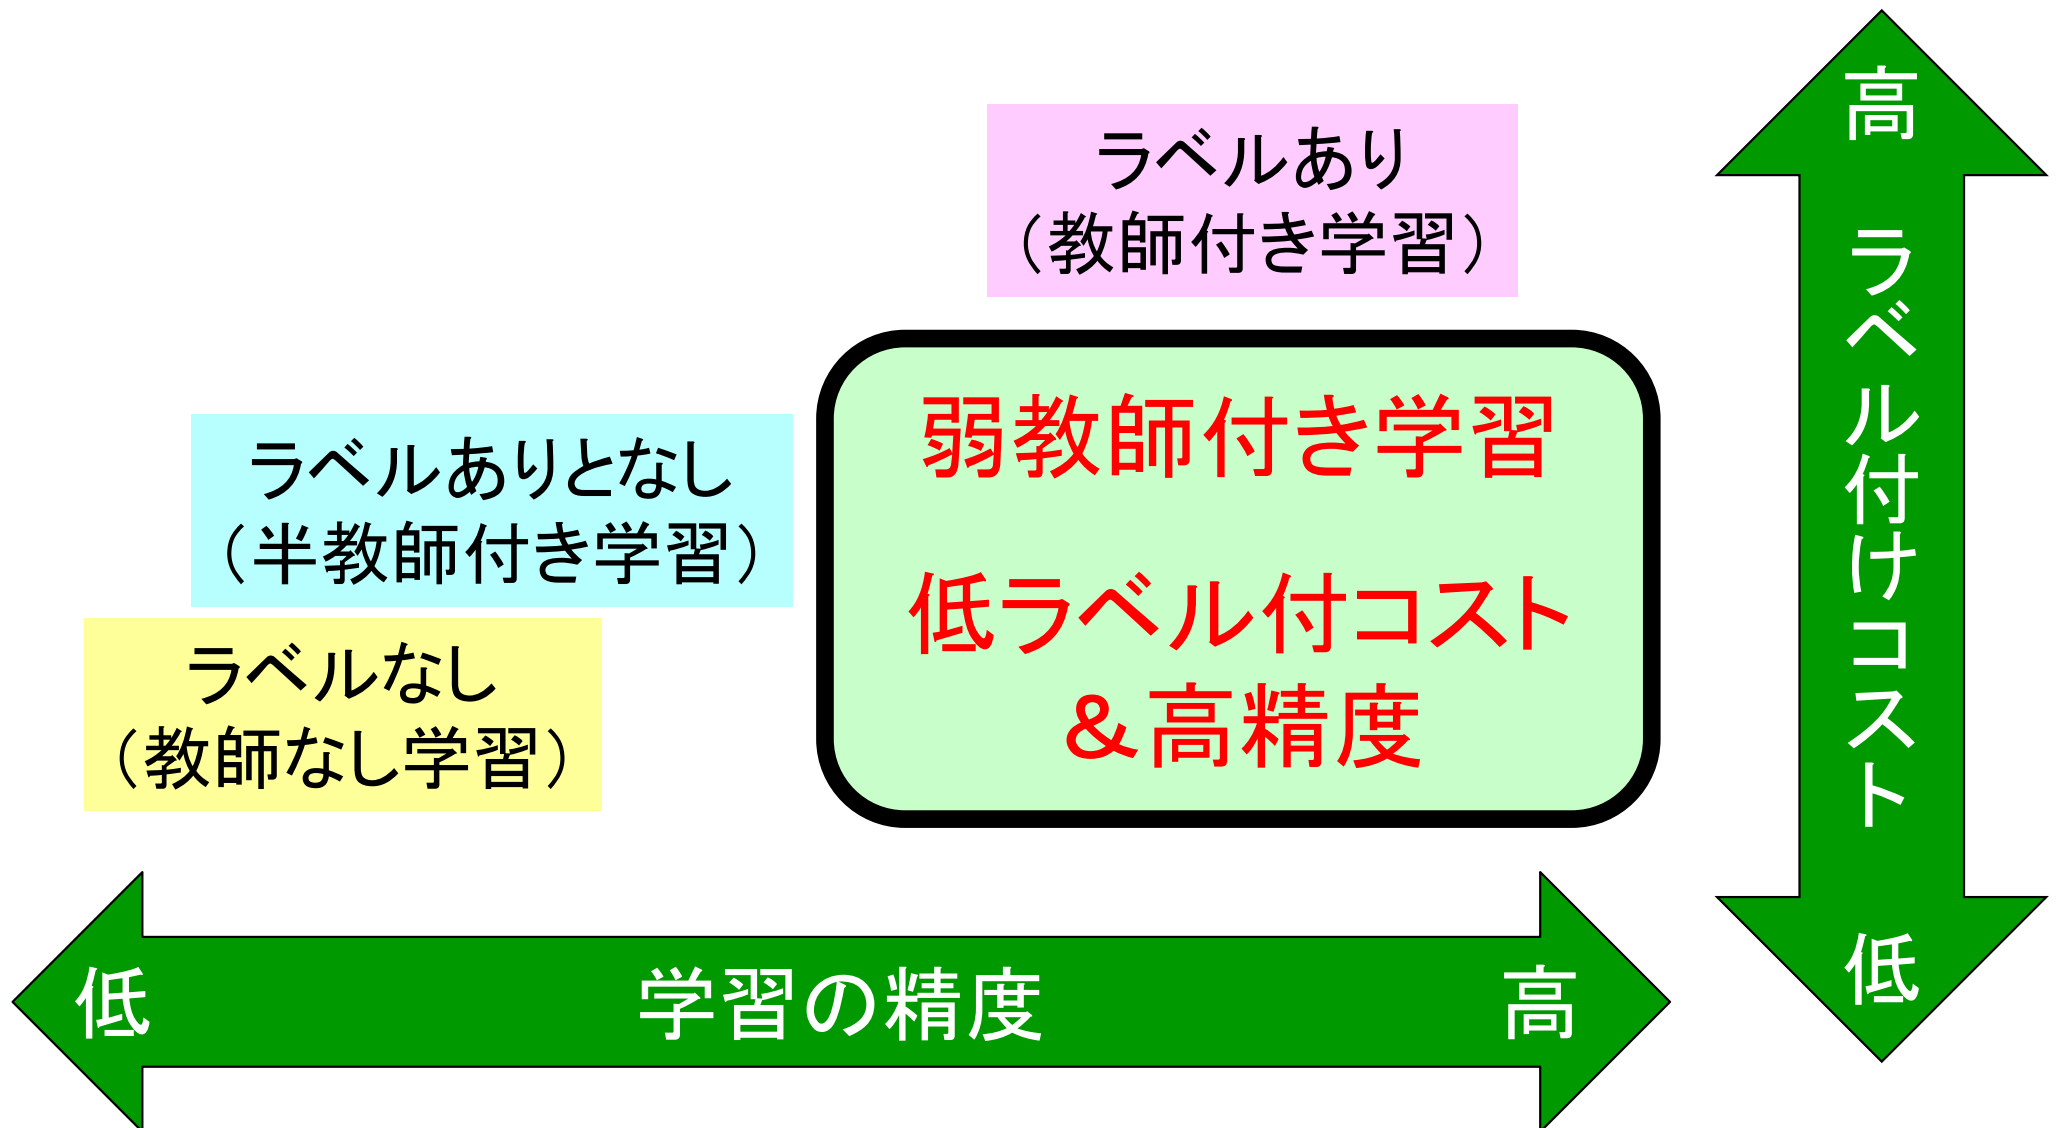 ラベルあり
（教師付き学習）
弱教師付き学習
低ラベル付コスト
＆高精度
ラベルありとなし
（半教師付き学習）
ラベルなし
（教師なし学習）
低 学習の精度 高
高 ラベル付けコスト 低